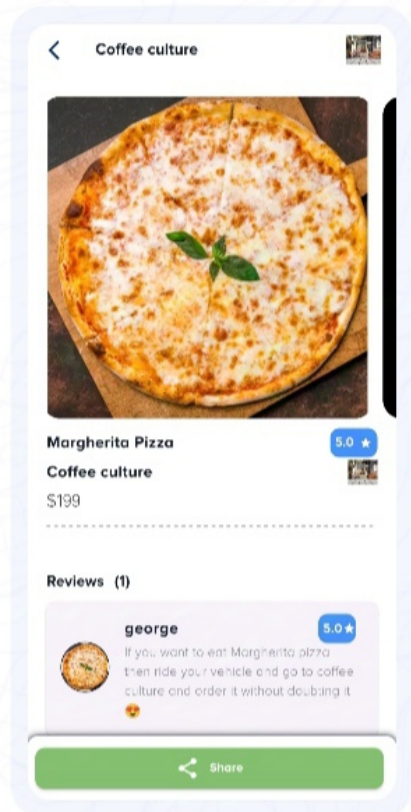 Coffee culture
Margherita Pizza
5.0 ★
Coffee culture
$199
Reviews (1)
george
5.0★
If you want to eat Margherita pizza
then ride your vehicle and go to coffee
culture and order it without doubting it
😍
Share